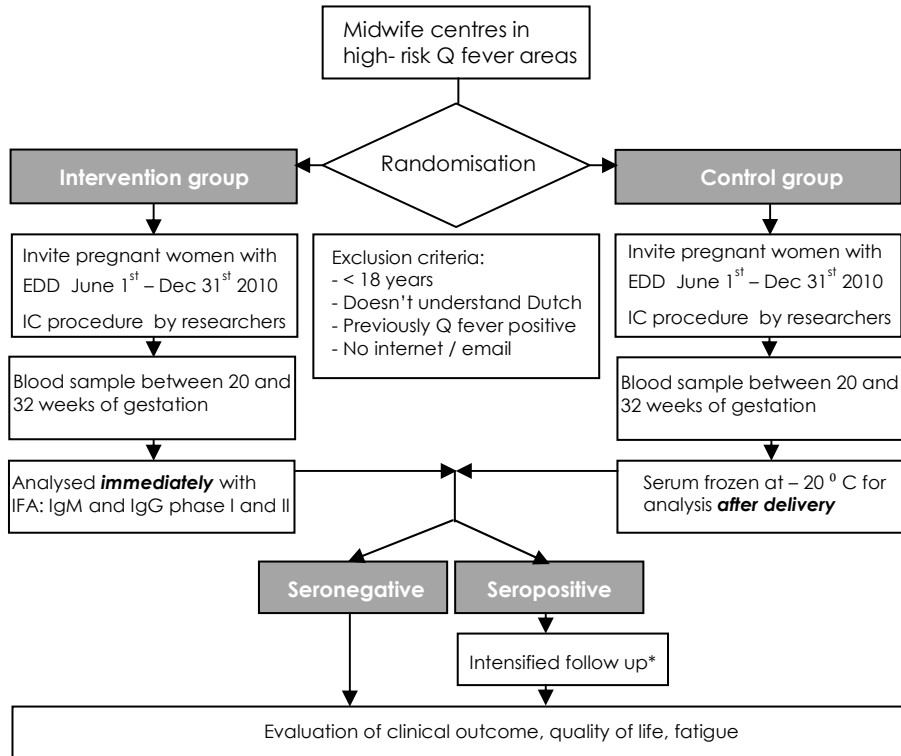 Midwife centres in
high- risk Q fever areas
Randomisation
Intervention group
Control group
Invite pregnant women with
EDD June 1st – Dec 31st 2010
IC procedure by researchers
Exclusion criteria:
- < 18 years
- Doesn't understand Dutch
- Previously Q fever positive
- No internet / email
Invite pregnant women with
EDD June 1st – Dec 31st 2010
IC procedure by researchers
Blood sample between 20 and
32 weeks of gestation
Blood sample between 20 and
32 weeks of gestation
Analysed immediately with
IFA: IgM and IgG phase I and II
Serum frozen at – 20 ⁰ C for
analysis after delivery
Seronegative
Seropositive
Intensified follow up*
Evaluation of clinical outcome, quality of life, fatigue